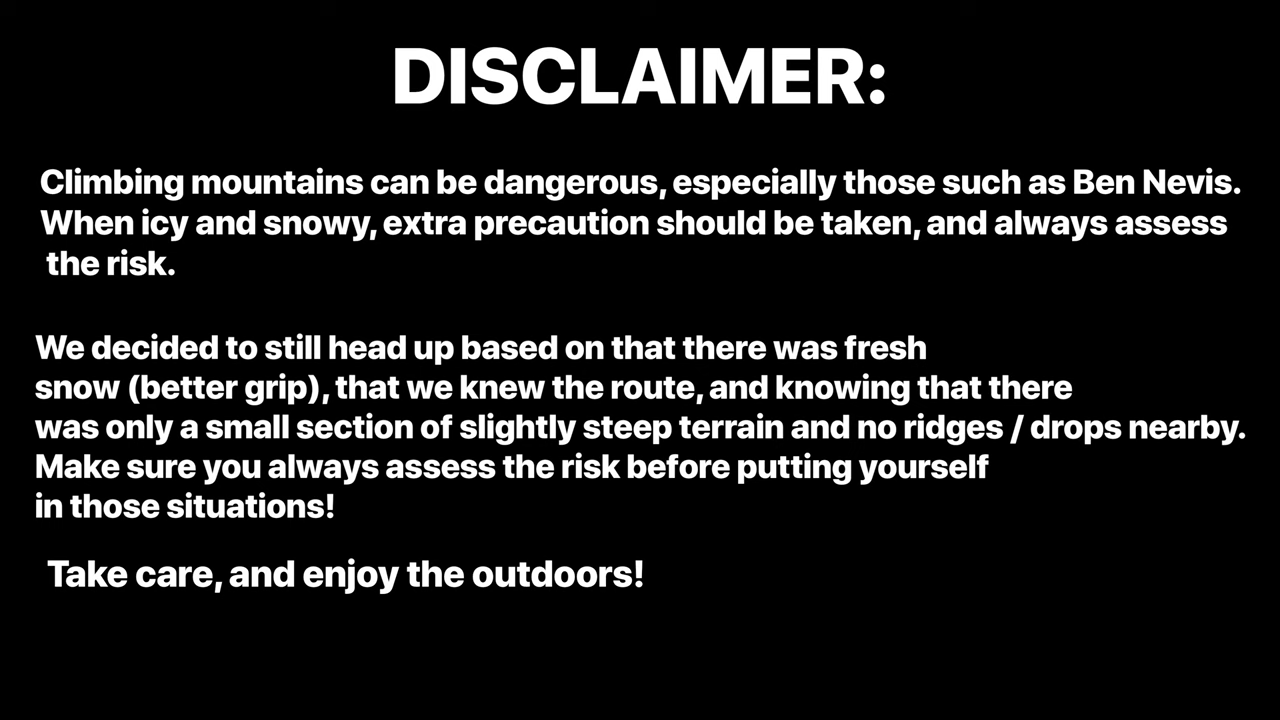 DISCLAIMER:
Climbing mountains can be dangerous, especially those such as Ben Nevis.
When icy and snowy, extra precaution should be taken, and always assess
the risk.
We decided to still head up based on that there was fresh
snow (better grip), that we knew the route, and knowing that there
was only a small section of slightly steep terrain and no ridges / drops nearby.
Make sure you always assess the risk before putting yourself
in those situations!
Take care, and enjoy the outdoors!